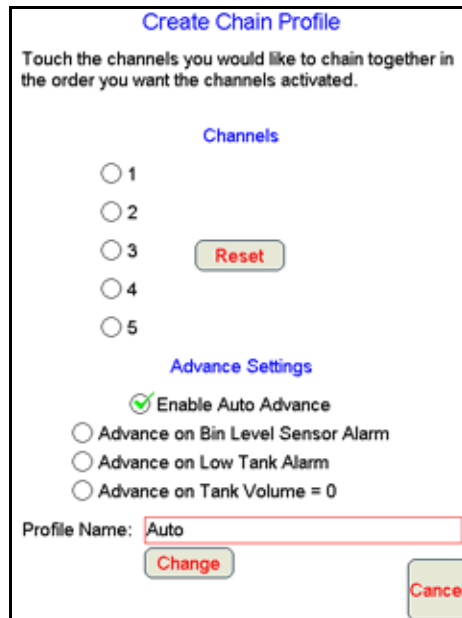 Create Chain Profile
Touch the channels you would like to chain together in
the order you want the channels activated.
Channels
1
2
3
Reset
4
5
Advance Settings
Enable Auto Advance
Advance on Bin Level Sensor Alarm
Advance on Low Tank Alarm
Advance on Tank Volume = 0
Profile Name: Auto
Change
Cance